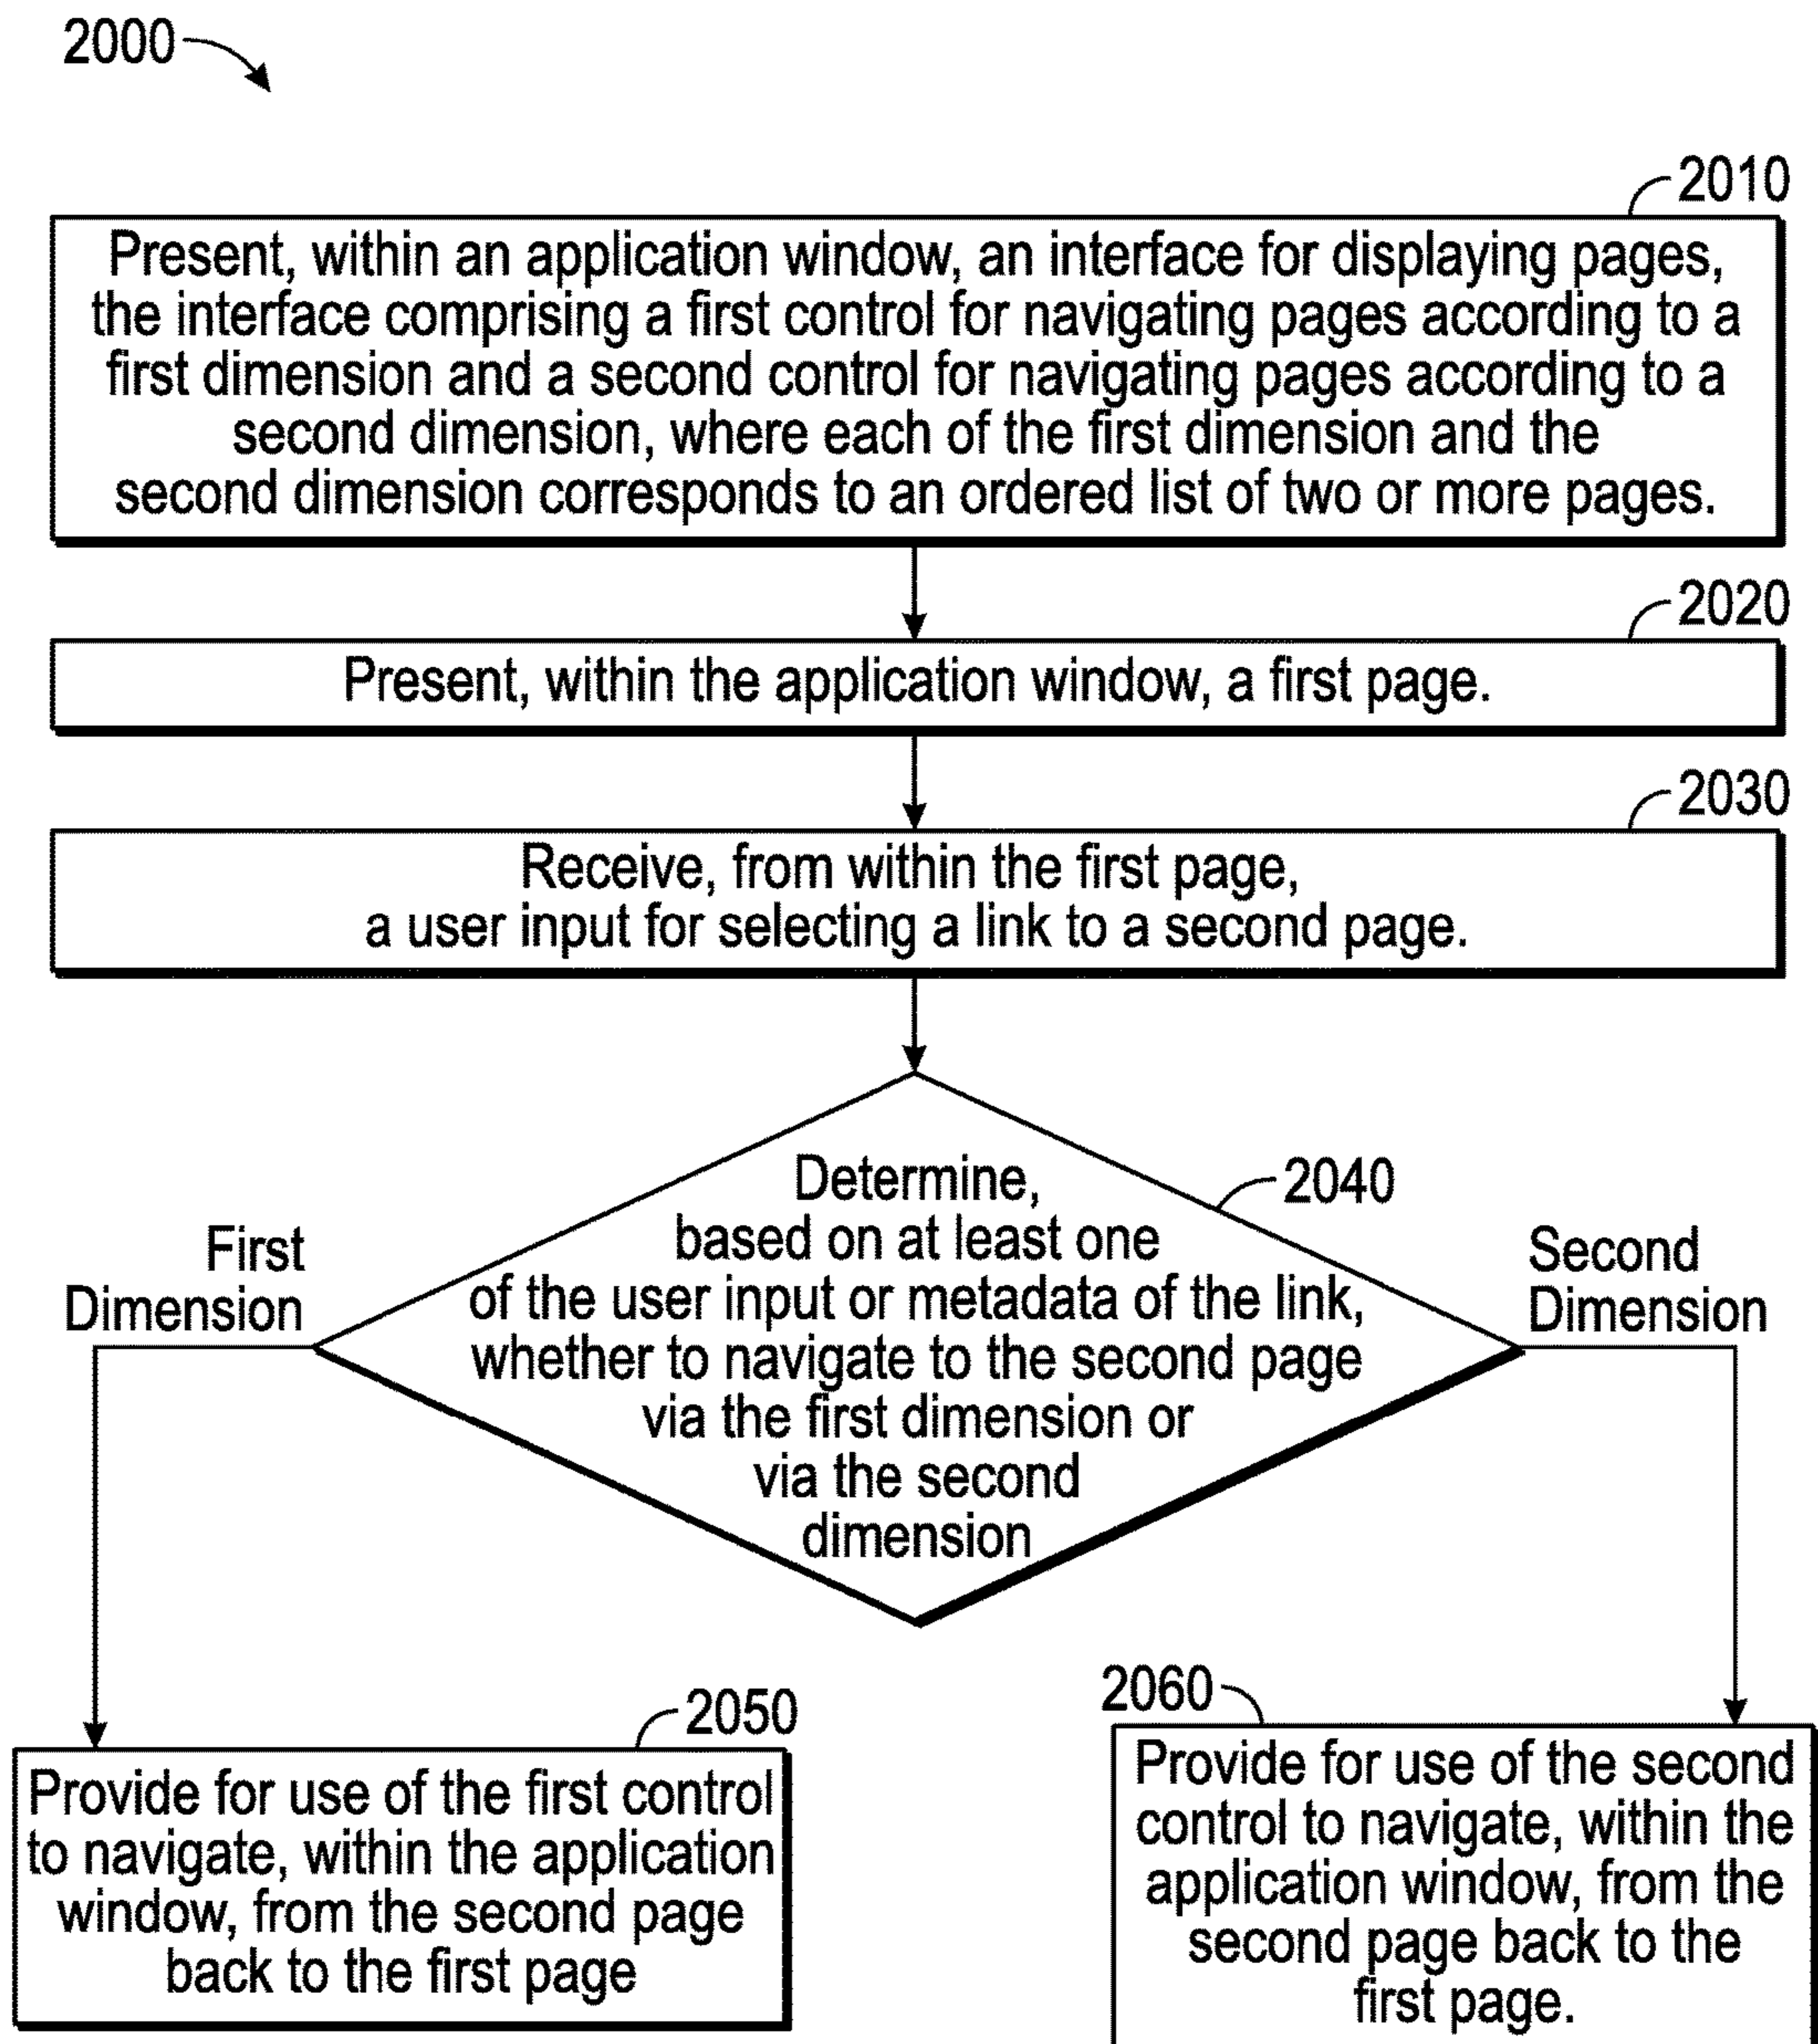 2000
2010
Present, within an application window, an interface for displaying pages,
the interface comprising a first control for navigating pages according to a
first dimension and a second control for navigating pages according to a
second dimension, where each of the first dimension and the
second dimension corresponds to an ordered list of two or more pages.
2020
Present, within the application window, a first page.
2030
Receive, from within the first page,
a user input for selecting a link to a second page.
2040
Determine,
based on at least one
of the user input or metadata of the link,
whether to navigate to the second page
via the first dimension or
via the second
dimension
First
Dimension
Second
Dimension
2050
Provide for use of the first control
to navigate, within the application
window, from the second page
back to the first page
2060
Provide for use of the second
control to navigate, within the
application window, from the
second page back to the
first page.